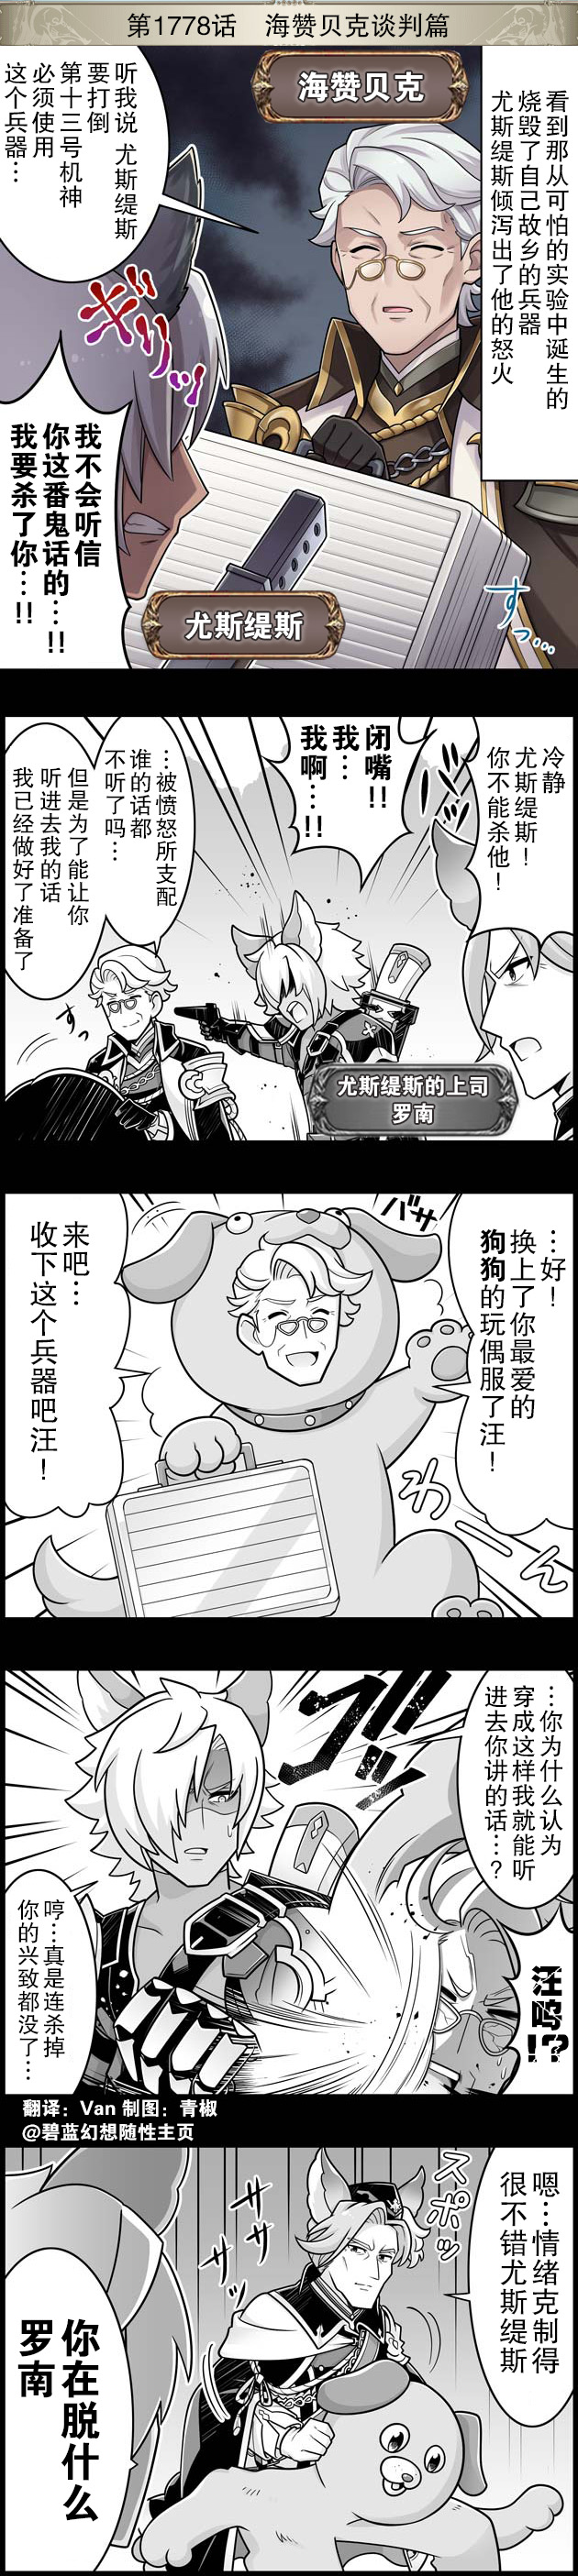 第1778话　海赞贝克谈判篇
看到那从可怕的实验中诞生的
烧毁了自己故乡的兵器
尤斯缇斯倾泻出了他的怒火
海赞贝克
听我说 尤斯缇斯
要打倒
第十三号机神
必须使用
这个兵器…
ギリッ
我不会听信
你这番鬼话的…!!
我要杀了你…!!
尤斯缇斯
すっ…
冷静
尤斯缇斯！
你不能杀他！
闭嘴!!
我…
我啊…!!
…被愤怒所支配
谁的话都
不听了吗…
但是为了能让你
听进去我的话
我已经做好了准备了
すっ
尤斯缇斯的上司
罗南
バサ
…好！
换上了你最爱的
狗狗的玩偶服了汪！
来吧…
收下这个兵器吧汪！
わーん
…你为什么认为
穿成这样我就能听
进去你讲的话…?
グッ
汪呜!?
哼…真是连杀掉
你的兴致都没了…
翻译：Van 制图：青椒
@碧蓝幻想随性主页
嗯…情绪克制得
很不错尤斯缇斯
スポッ
ササササッ
你在脱什么
罗南